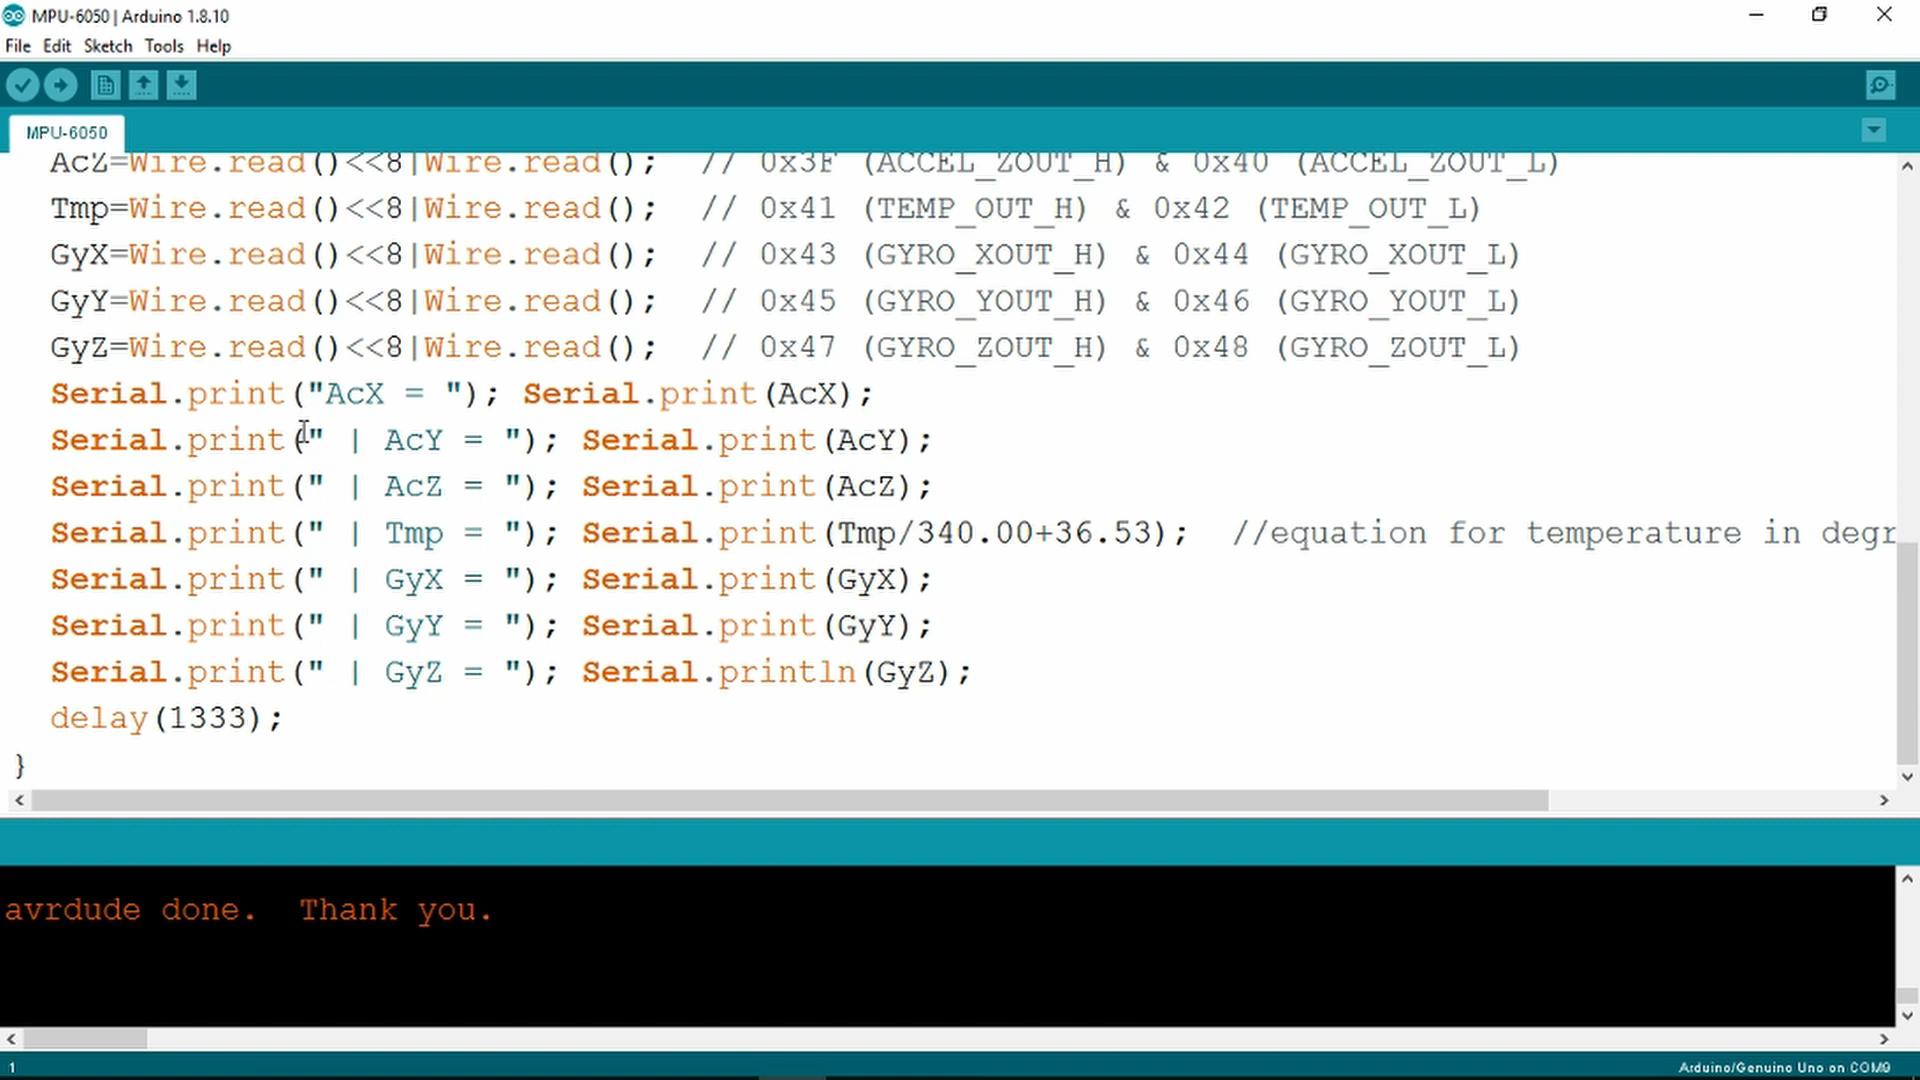 MPU-6050 | Arduino 1.8.10
File Edit Sketch Tools Help
MPU-6050
AcZ=Wire.read()<<8|Wire.read();  // 0x3F (ACCEL_ZOUT_H) & 0x40 (ACCEL_ZOUT_L)
Tmp=Wire.read()<<8|Wire.read();  // 0x41 (TEMP_OUT_H) & 0x42 (TEMP_OUT_L)
GyX=Wire.read()<<8|Wire.read();  // 0x43 (GYRO_XOUT_H) & 0x44 (GYRO_XOUT_L)
GyY=Wire.read()<<8|Wire.read();  // 0x45 (GYRO_YOUT_H) & 0x46 (GYRO_YOUT_L)
GyZ=Wire.read()<<8|Wire.read();  // 0x47 (GYRO_ZOUT_H) & 0x48 (GYRO_ZOUT_L)
Serial.print("AcX = "); Serial.print(AcX);
Serial.print(" | AcY = "); Serial.print(AcY);
Serial.print(" | AcZ = "); Serial.print(AcZ);
Serial.print(" | Tmp = "); Serial.print(Tmp/340.00+36.53);  //equation for temperature in degr
Serial.print(" | GyX = "); Serial.print(GyX);
Serial.print(" | GyY = "); Serial.print(GyY);
Serial.print(" | GyZ = "); Serial.println(GyZ);
delay(1333);
}
avrdude done.  Thank you.
1
Arduino/Genuino Uno on COM9